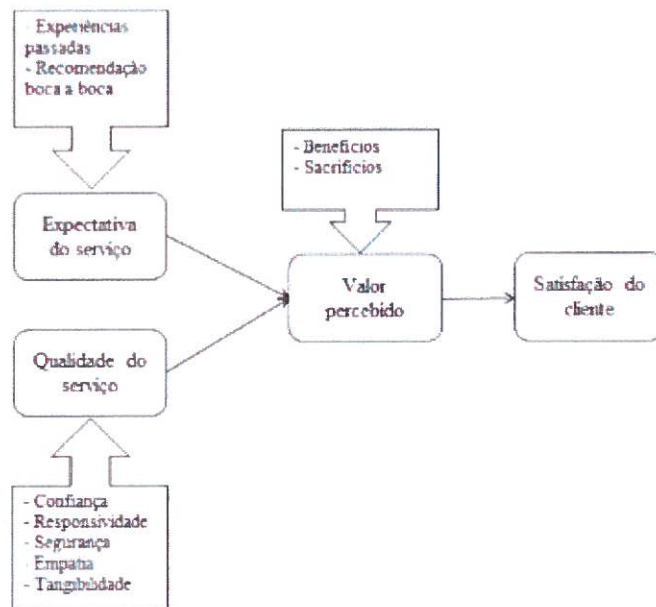 - Experiências
passadas
- Recomendação
boca a boca
- Benefícios
- Sacrifícios
Expectativa
do serviço
Valor
percebido
Satisfação do
cliente
Qualidade do
serviço
- Confiança
- Responsividade
- Segurança
- Empatia
- Tangibilidade